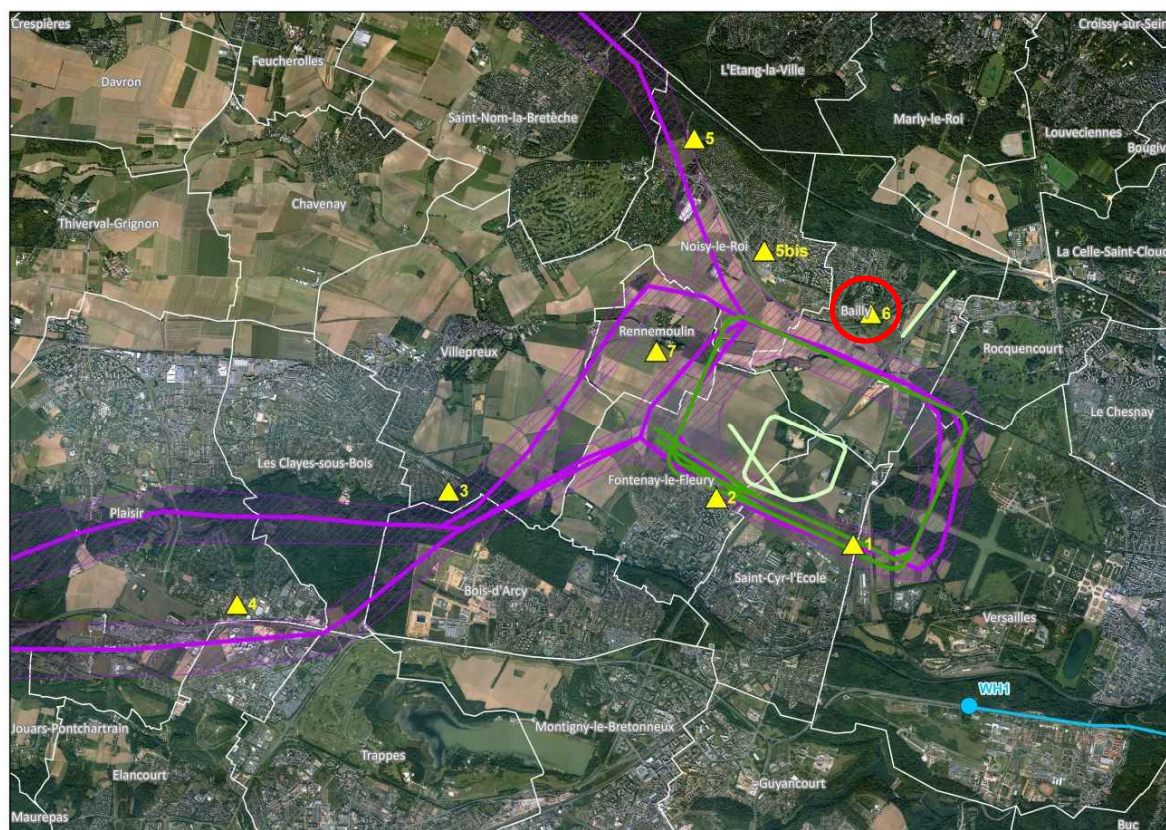 Crespières
Croissy-sur-Sein
Feucherolles
L'Etang-la-Ville
Davron
Saint-Nom-la-Bretèche
Marly-le-Roi
Louveciennes
Bougiv
5
Chavenay
Thiverval-Grignon
Noisy-le-Roi
5bis
La Celle-Saint-Cloud
Bailly
6
Rennemoulin
7
Villepreux
Rocquencourt
Le Chesnay
Les Clayes-sous-Bois
Fontenay-le-Fleury
3
2
Plaisir
1
Saint-Cyr-l'Ecole
Bois-d'Arcy
4
Versailles
WH1
Jouars-Pontchartrain
Montigny-le-Bretonneux
Trappes
Elancourt
Guyancourt
Maurepas
Buc